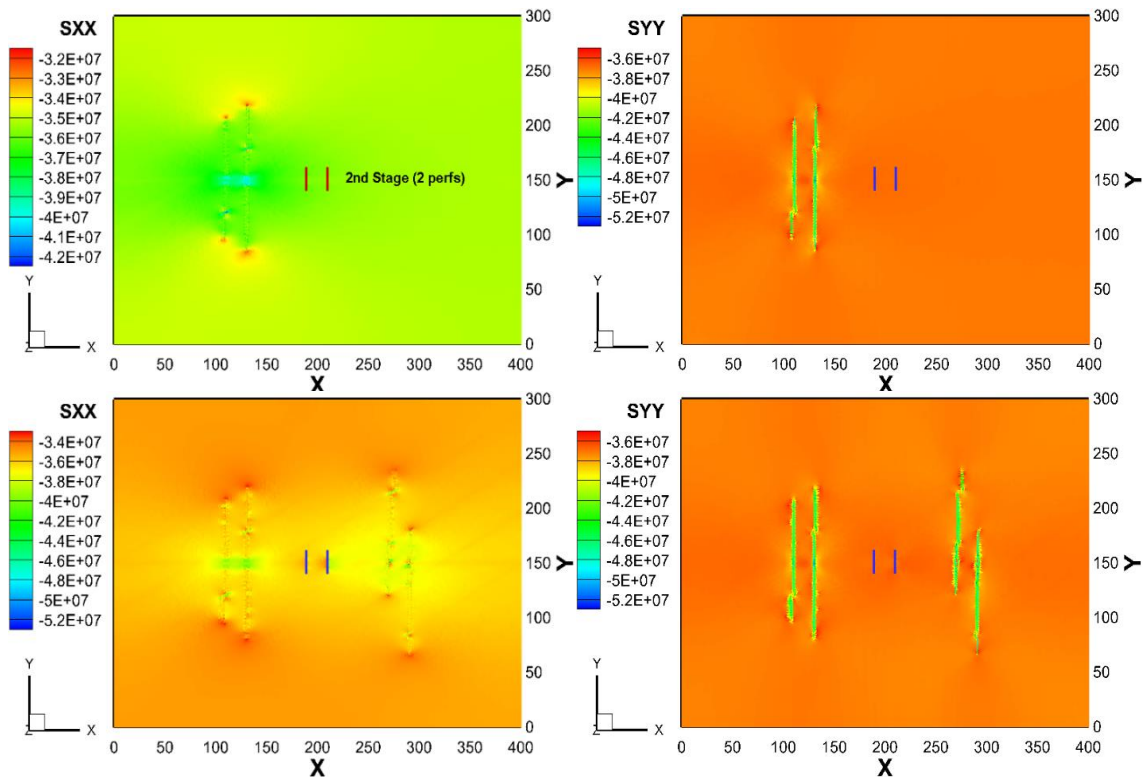 SXX
-3.2E+07
-3.3E+07
-3.4E+07
-3.5E+07
-3.6E+07
-3.7E+07
-3.8E+07
-3.9E+07
-4E+07
-4.1E+07
-4.2E+07
2nd Stage (2 perfs)
300
250
200
150
100
50
0
Y
Y
Z
X
0
50
100
150
200
250
300
350
400
X
SYY
-3.6E+07
-3.8E+07
-4E+07
-4.2E+07
-4.4E+07
-4.6E+07
-4.8E+07
-5E+07
-5.2E+07
300
250
200
150
100
50
0
Y
Y
Z
X
0
50
100
150
200
250
300
350
400
X
SXX
-3.4E+07
-3.6E+07
-3.8E+07
-4E+07
-4.2E+07
-4.4E+07
-4.6E+07
-4.8E+07
-5E+07
-5.2E+07
300
250
200
150
100
50
0
Y
Y
Z
X
0
50
100
150
200
250
300
350
400
X
SYY
-3.6E+07
-3.8E+07
-4E+07
-4.2E+07
-4.4E+07
-4.6E+07
-4.8E+07
-5E+07
-5.2E+07
300
250
200
150
100
50
0
Y
Y
Z
X
0
50
100
150
200
250
300
350
400
X